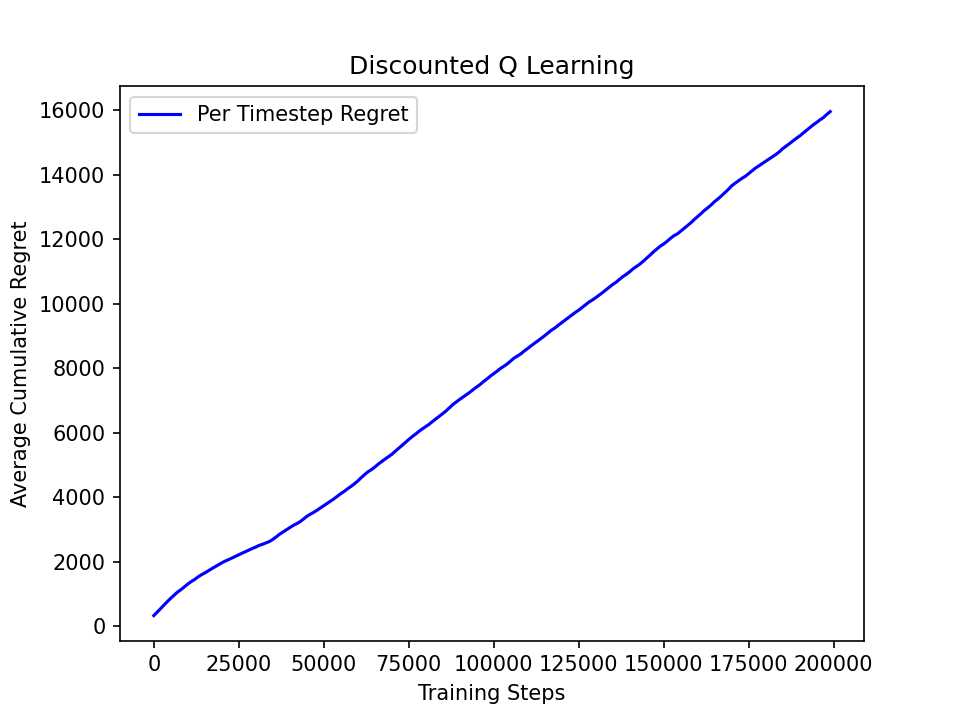 Discounted Q Learning
Per Timestep Regret
Average Cumulative Regret
16000
14000
12000
10000
8000
6000
4000
2000
0
0 25000 50000 75000 100000 125000 150000 175000 200000
Training Steps